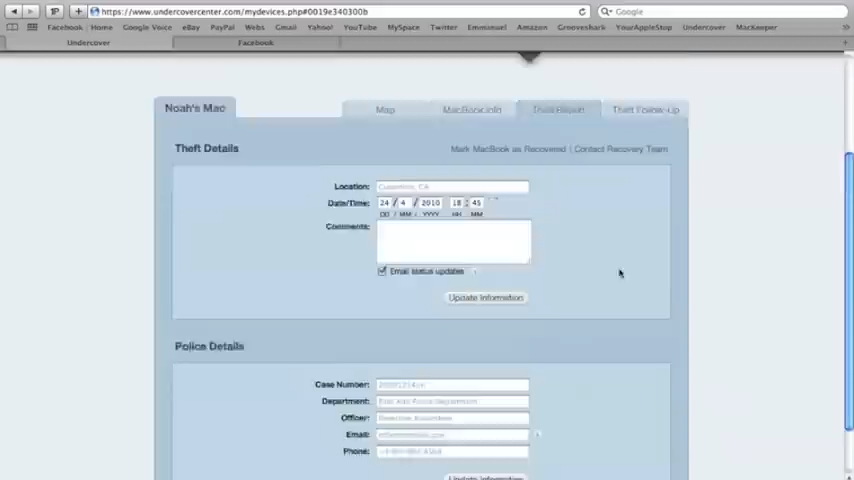 https://www.undercovercenter.com/mydevices.php#0019e340300b
Google
Facebook Home Google Voice eBay PayPal Webs Gmail Yahoo! YouTube MySpace Twitter Emmanuel Amazon Grooveshark YourAppleStop Undercover MacKeeper
Undercover Facebook
Noah's Mac Map MacBook Info Theft Report Theft Follow-Up
Theft Details Mark MacBook as Recovered | Contact Recovery Team
Location: Cupertino, CA
Date/Time: 24 / 4 / 2010 18 : 45
DD / MM / YYYY HH MM
Comments:
Email status updates
Update Information
Police Details
Case Number:
Department:
Officer:
Email:
Phone:
Update Information